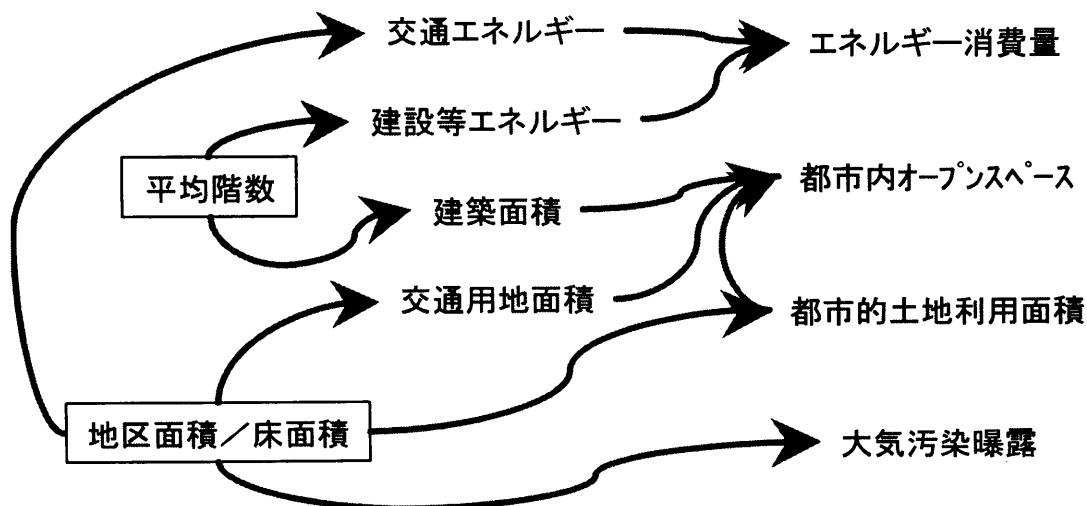 交通エネルギー
エネルギー消費量
建設等エネルギー
平均階数
都市内オープンスペース
建築面積
交通用地面積
都市的土地利用面積
地区面積／床面積
大気汚染曝露